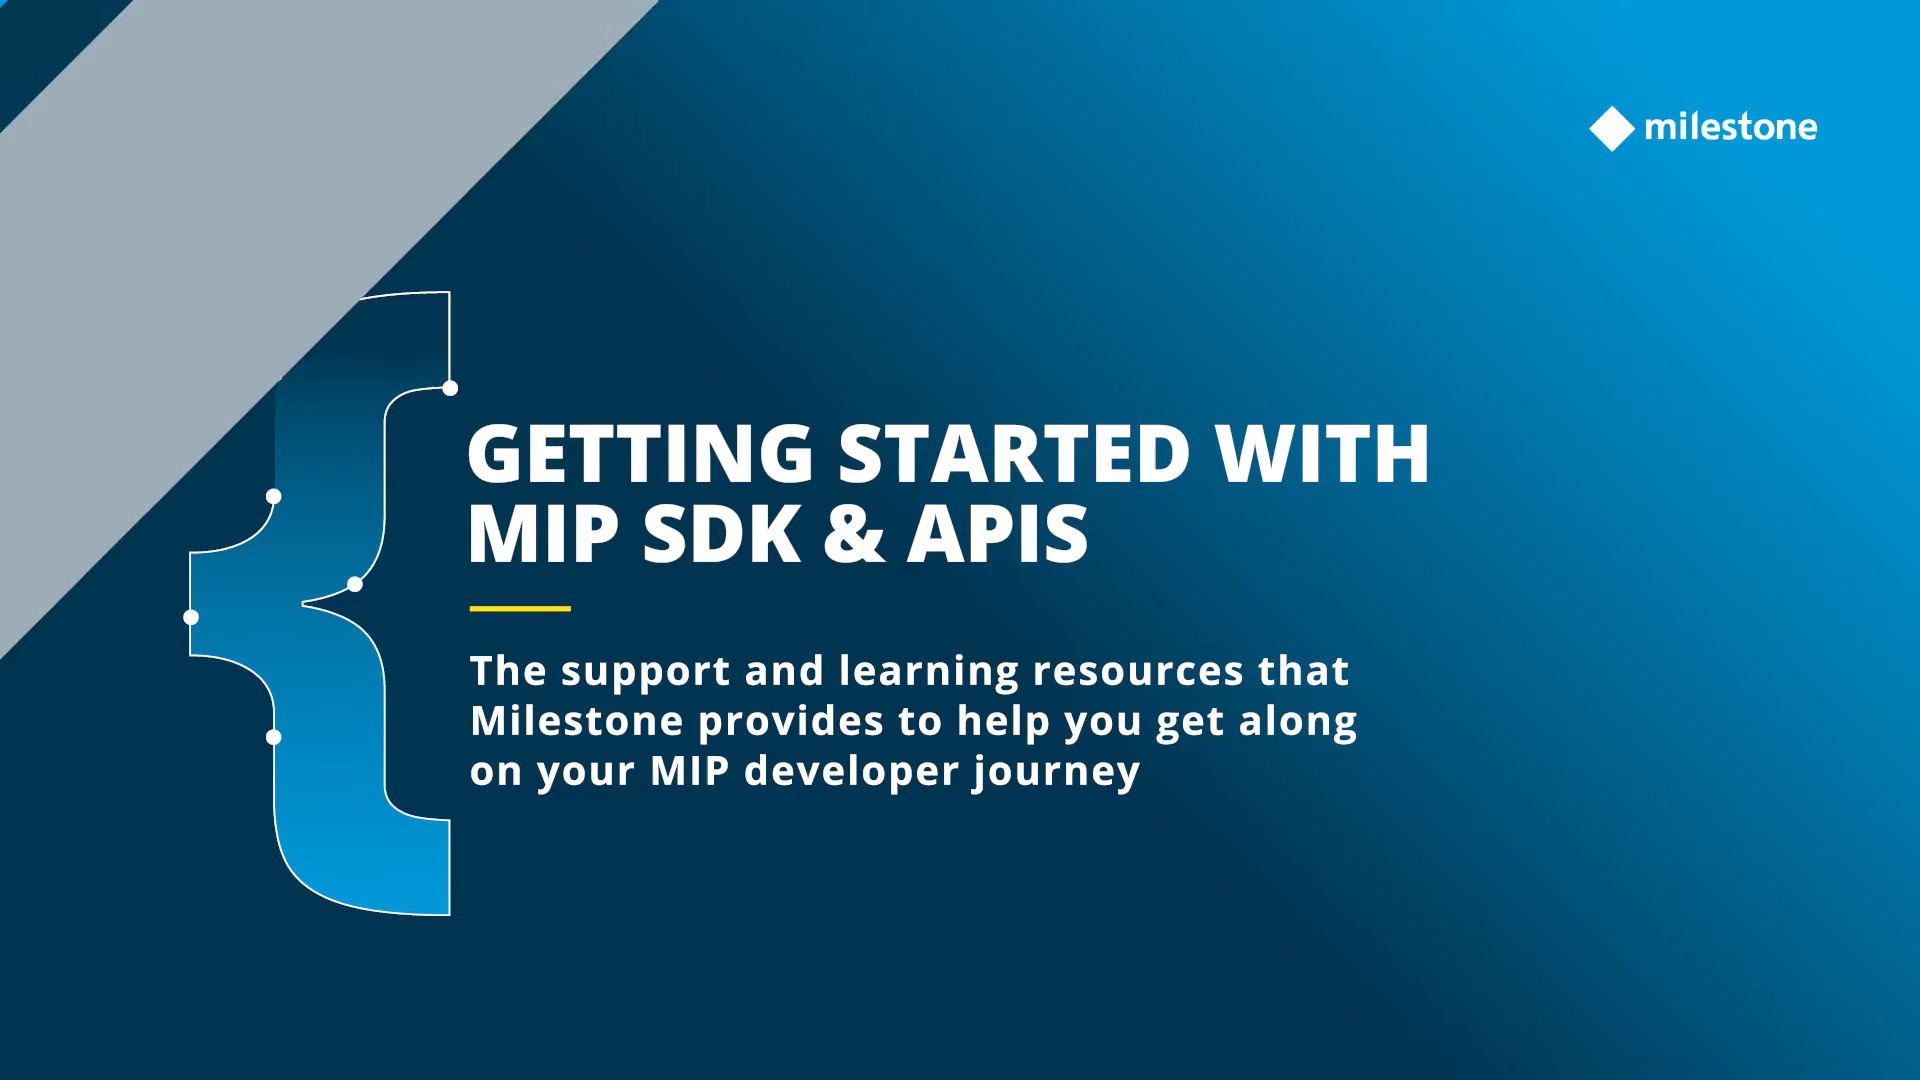 milestone
GETTING STARTED WITH
MIP SDK & APIS
The support and learning resources that
Milestone provides to help you get along
on your MIP developer journey